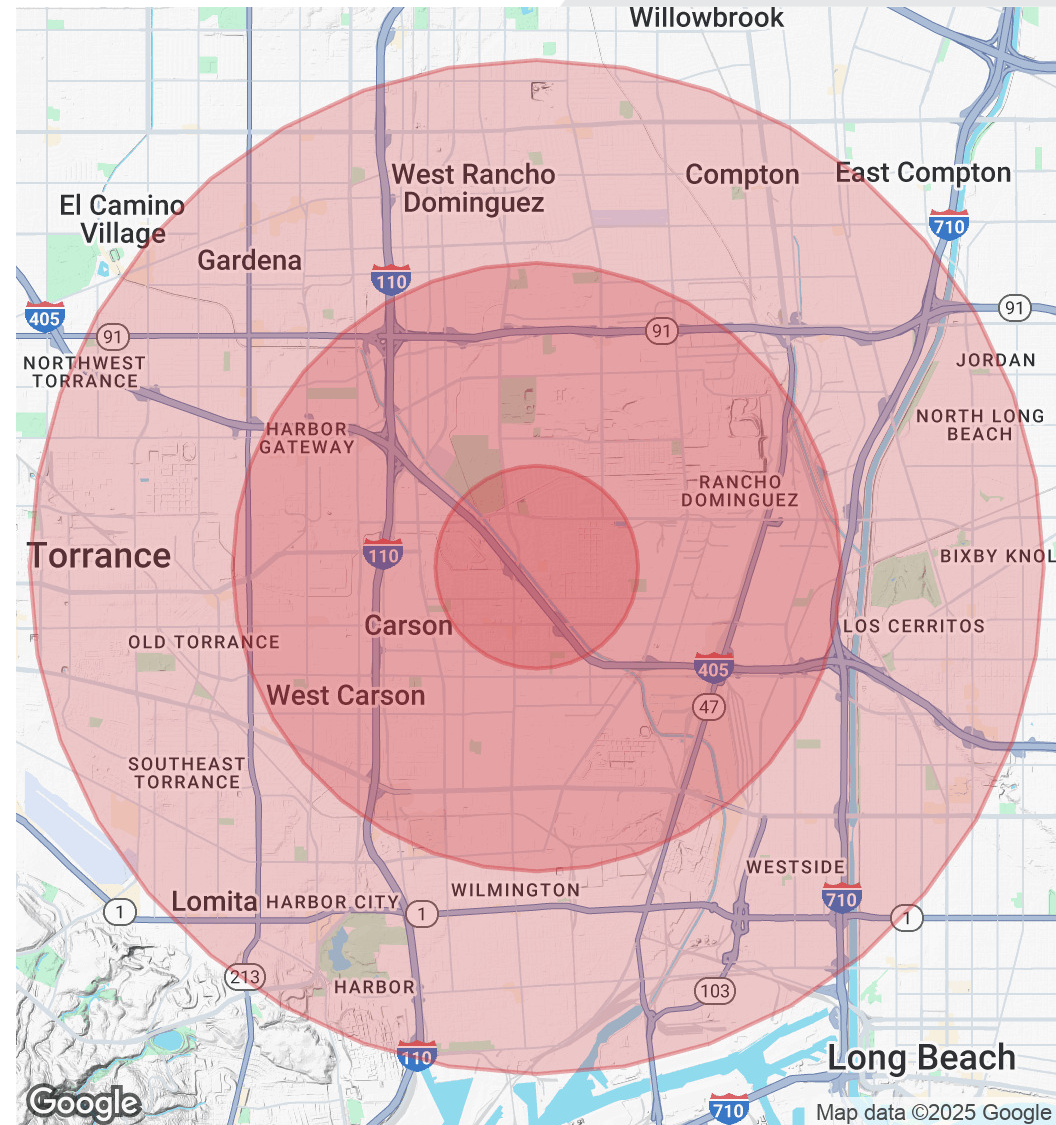 Willowbrook
West Rancho
Dominguez
Compton
East Compton
El Camino
Village
710
Gardena
110
405
91
91
91
NORTHWEST
TORRANCE
JORDAN
HARBOR
GATEWAY
NORTH LONG
BEACH
RANCHO
DOMINGUEZ
Torrance
110
BIXBY KNOL
Carson
LOS CERRITOS
OLD TORRANCE
405
West Carson
47
SOUTHEAST
TORRANCE
WESTSIDE
WILMINGTON
Lomita
HARBOR CITY
710
1
1
1
213
HARBOR
103
110
Long Beach
Google
710
Map data ©2025 Google